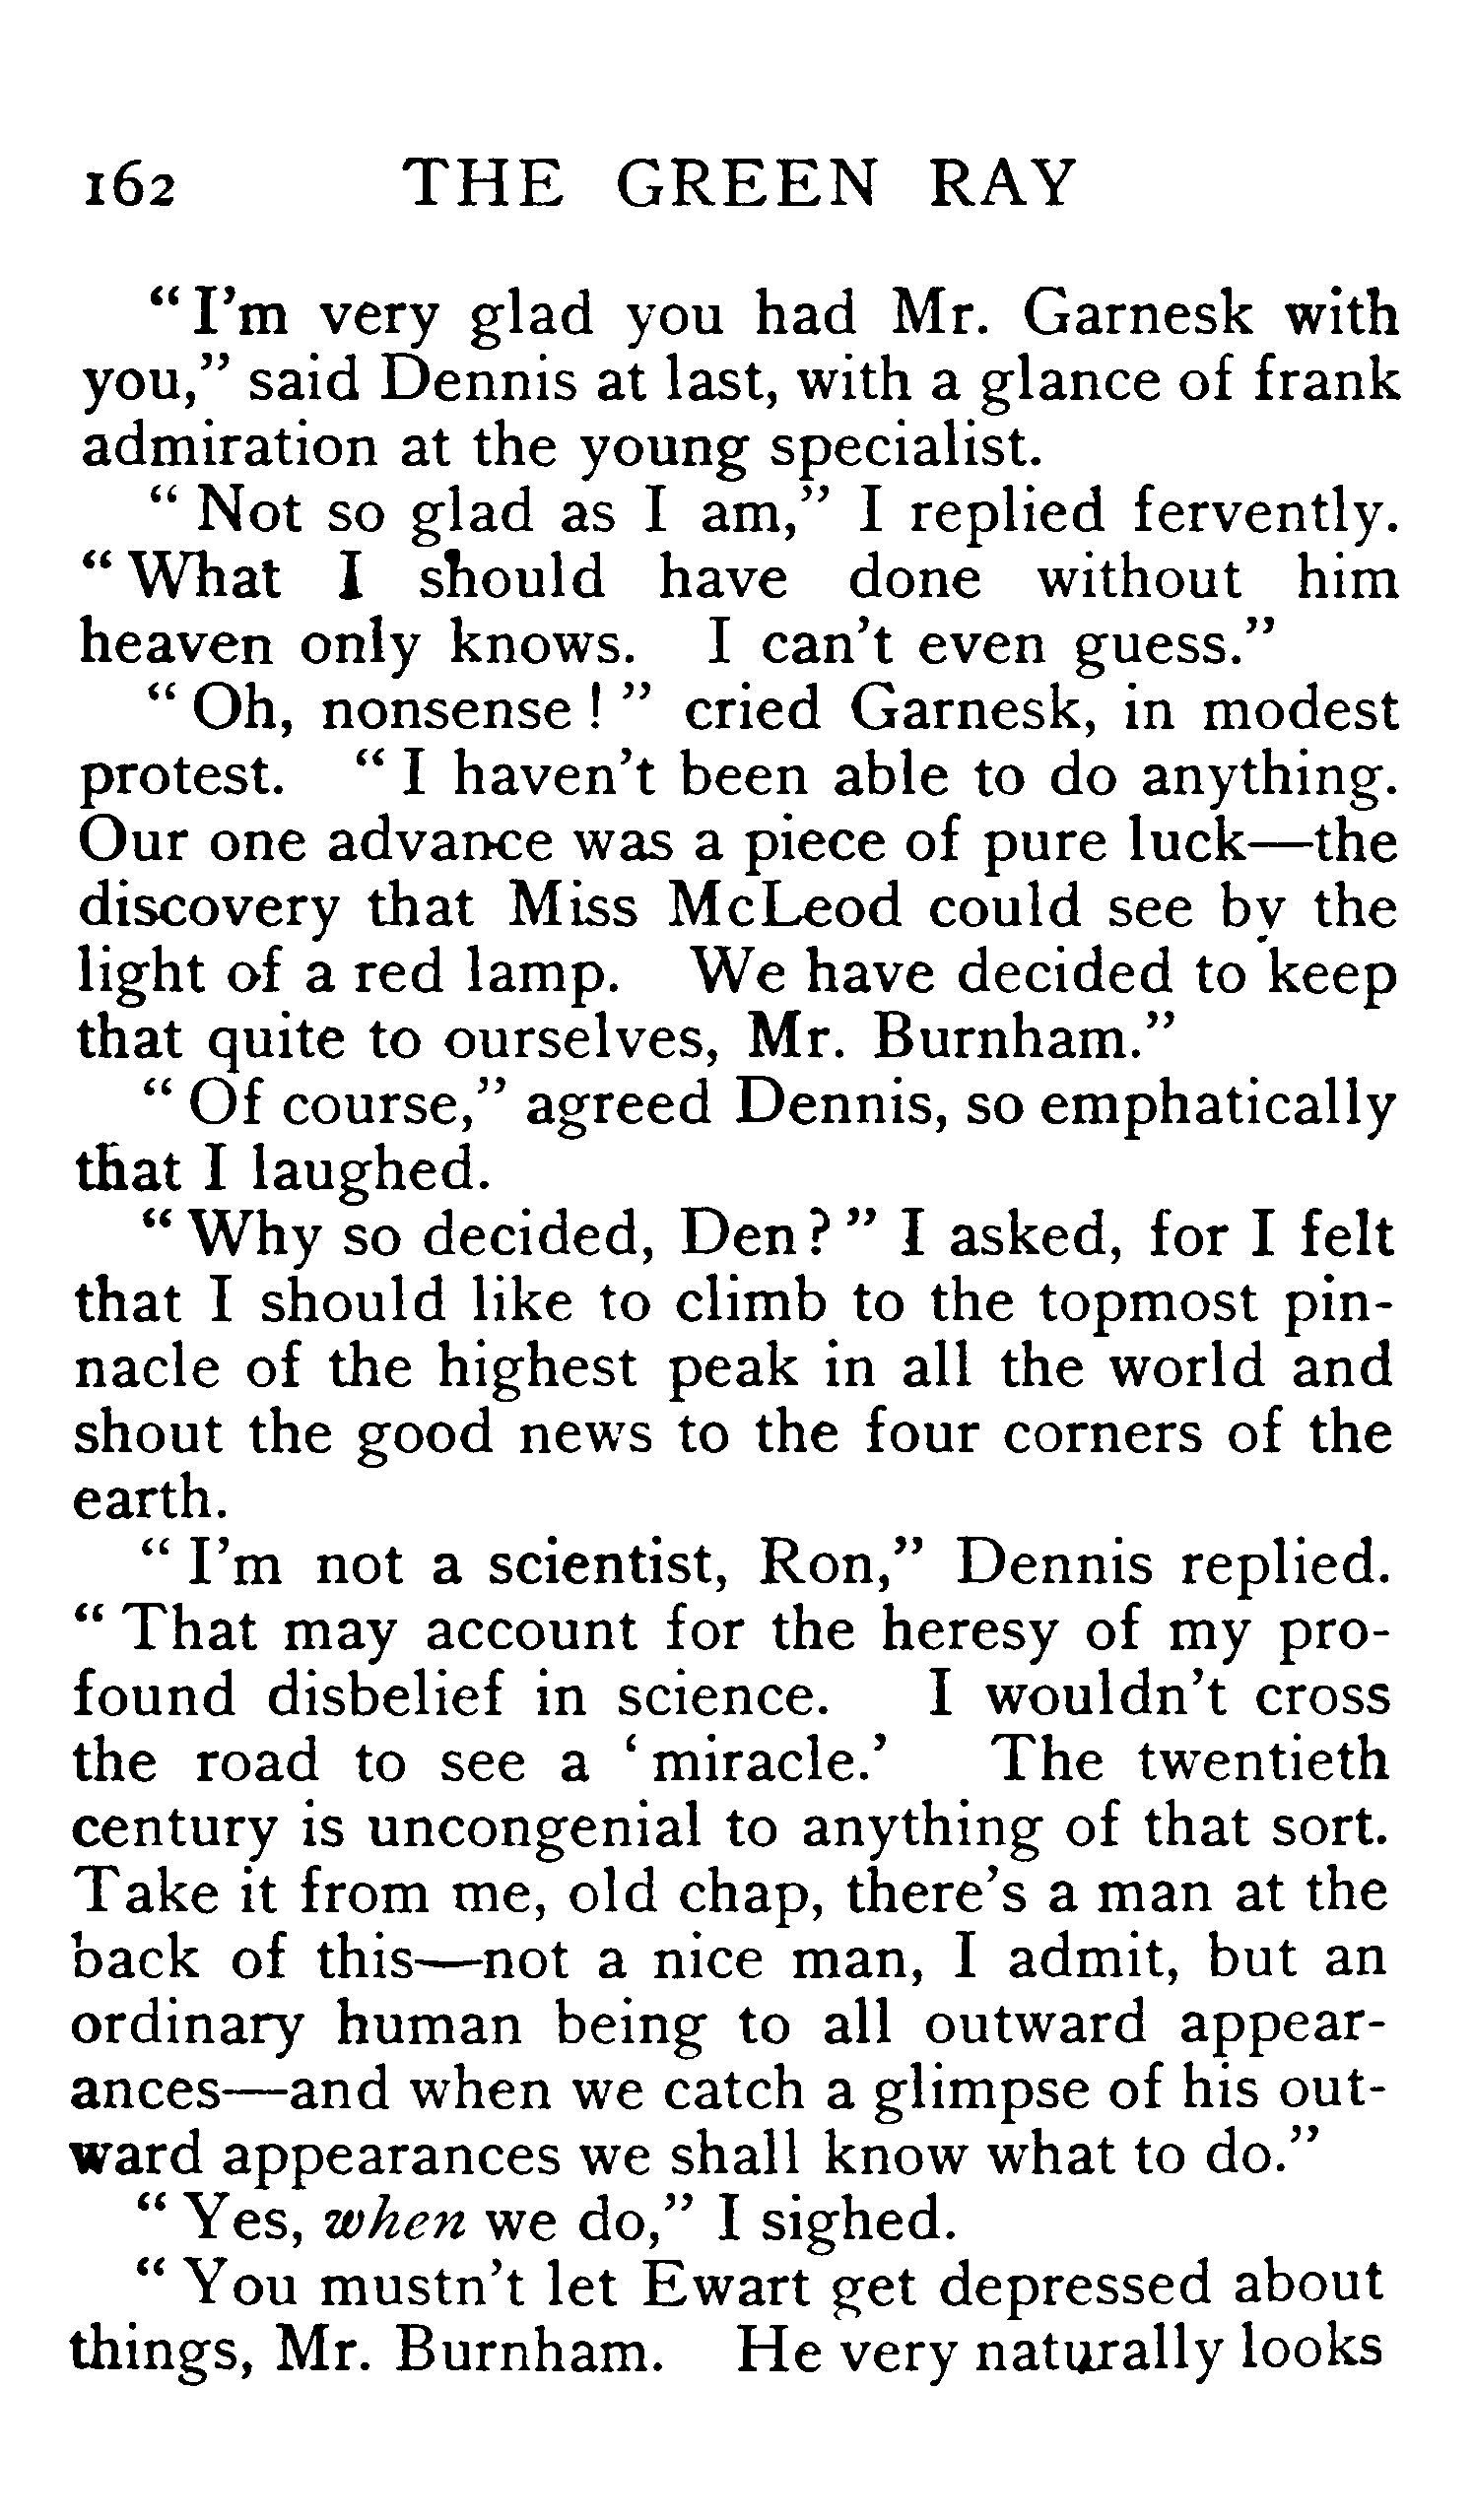 162 THE GREEN RAY
"I'm very glad you had Mr. Garnesk with
you," said Dennis at last, with a glance of frank
admiration at the young specialist.
"Not so glad as I am," I replied fervently.
"What I should have done without him
heaven only knows. I can't even guess."
"Oh, nonsense!" cried Garnesk, in modest
protest. "I haven't been able to do anything.
Our one advance was a piece of pure luck—the
discovery that Miss McLeod could see by the
light of a red lamp. We have decided to keep
that quite to ourselves, Mr. Burnham."
"Of course," agreed Dennis, so emphatically
that I laughed.
"Why so decided, Den?" I asked, for I felt
that I should like to climb to the topmost pin-
nacle of the highest peak in all the world and
shout the good news to the four corners of the
earth.
"I'm not a scientist, Ron," Dennis replied.
"That may account for the heresy of my pro-
found disbelief in science. I wouldn't cross
the road to see a 'miracle.' The twentieth
century is uncongenial to anything of that sort.
Take it from me, old chap, there's a man at the
back of this—not a nice man, I admit, but an
ordinary human being to all outward appear-
ances—and when we catch a glimpse of his out-
ward appearances we shall know what to do."
"Yes, when we do," I sighed.
"You mustn't let Ewart get depressed about
things, Mr. Burnham. He very naturally looks